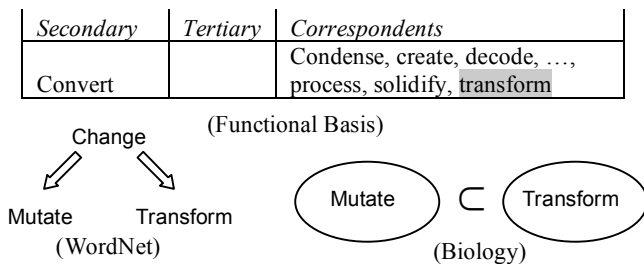 Secondary Tertiary Correspondents
Condense, create, decode, …,
Convert process, solidify, transform
(Functional Basis)
Change
Mutate Transform
(WordNet)
Mutate ⊂ Transform
(Biology)